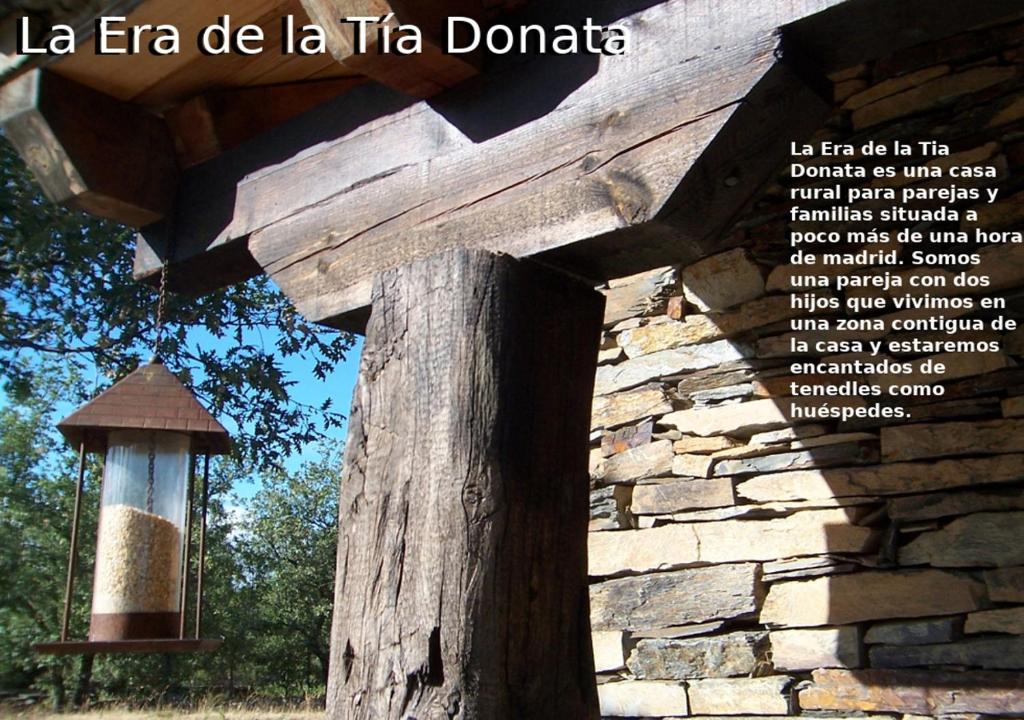 La Era de la Tía Donata
La Era de la Tia
Donata es una casa
rural para parejas y
familias situada a
poco más de una hora
de madrid. Somos
una pareja con dos
hijos que vivimos en
una zona contigua de
la casa y estaremos
encantados de
tenedles como
huéspedes.